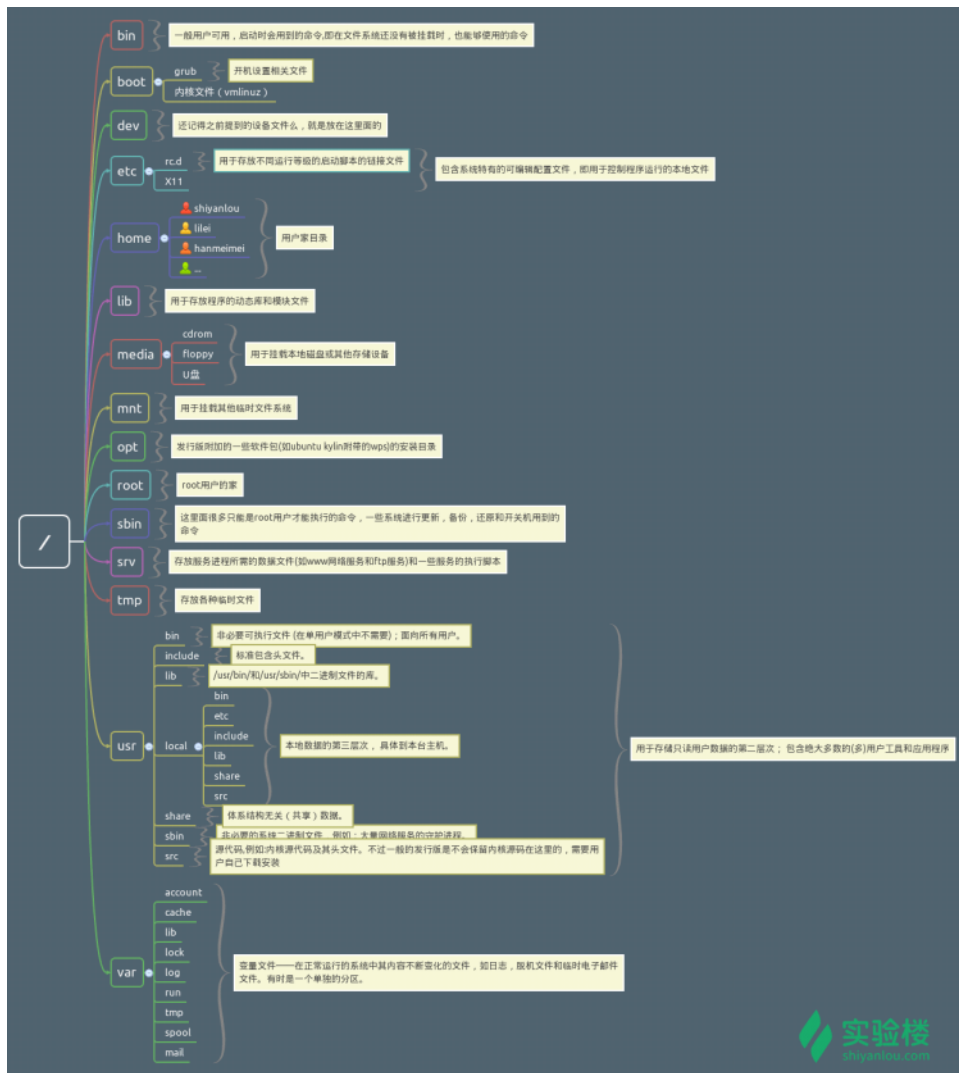 bin
一般用户可用，启动时会用到的命令,即在文件系统还没有被挂载时，也能够使用的命令
boot
grub
开机设置相关文件
内核文件（vmlinuz）
dev
还记得之前提到的设备文件么，就是放在这里面的
etc
rc.d
用于存放不同运行等级的启动脚本的链接文件
X11
包含系统特有的可编辑配置文件，即用于控制程序运行的本地文件
home
shiyanlou
lilei
hanmeimei
...
用户家目录
lib
用于存放程序的动态库和模块文件
media
cdrom
floppy
U盘
用于挂载本地磁盘或其他存储设备
mnt
用于挂载其他临时文件系统
opt
发行版附加的一些软件包(如ubuntu kylin附带的wps)的安装目录
root
root用户的家
sbin
这里面很多只能是root用户才能执行的命令，一些系统进行更新，备份，还原和开关机用到的
命令
/
srv
存放服务进程所需的数据文件(如www网络服务和ftp服务)和一些服务的执行脚本
tmp
存放各种临时文件
usr
bin
非必要可执行文件 (在单用户模式中不需要)；面向所有用户。
include
标准包含头文件。
lib
/usr/bin/和/usr/sbin/中二进制文件的库。
local
bin
etc
include
lib
share
src
本地数据的第三层次， 具体到本台主机。
share
体系结构无关（共享）数据。
sbin
非必要的系统二进制文件，例如：大量网络服务的守护进程。
src
源代码,例如:内核源代码及其头文件。不过一般的发行版是不会保留内核源码在这里的，需要用
户自己下载安装
用于存储只读用户数据的第二层次； 包含绝大多数的(多)用户工具和应用程序
var
account
cache
lib
lock
log
run
tmp
spool
mail
变量文件——在正常运行的系统中其内容不断变化的文件，如日志，脱机文件和临时电子邮件
文件。有时是一个单独的分区。
实验楼
shiyanlou.com